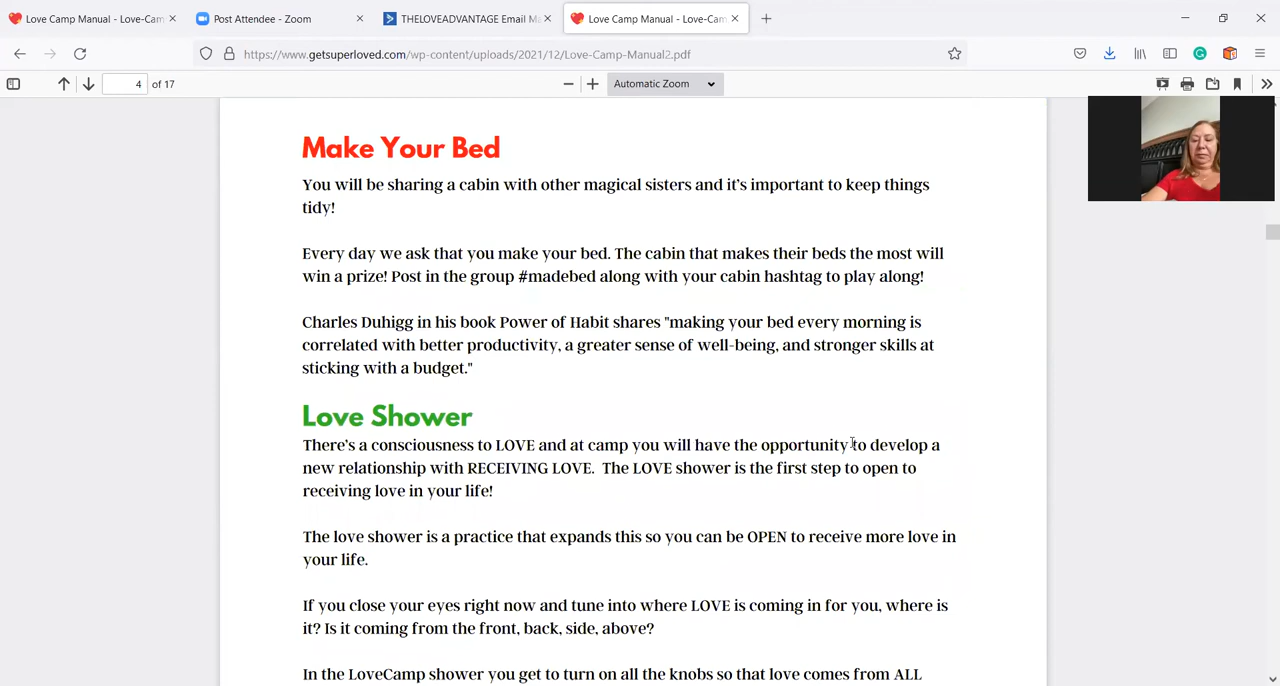 Love Camp Manual - Love-Cam
Post Attendee - Zoom
THELOVEADVANTAGE Email Ma
Love Camp Manual - Love-Cam
https://www.getsuperloved.com/wp-content/uploads/2021/12/Love-Camp-Manual2.pdf
4 of 17
Automatic Zoom
Make Your Bed
You will be sharing a cabin with other magical sisters and it's important to keep things
tidy!
Every day we ask that you make your bed. The cabin that makes their beds the most will
win a prize! Post in the group #madebed along with your cabin hashtag to play along!
Charles Duhigg in his book Power of Habit shares "making your bed every morning is
correlated with better productivity, a greater sense of well-being, and stronger skills at
sticking with a budget."
Love Shower
There's a consciousness to LOVE and at camp you will have the opportunity to develop a
new relationship with RECEIVING LOVE. The LOVE shower is the first step to open to
receiving love in your life!
The love shower is a practice that expands this so you can be OPEN to receive more love in
your life.
If you close your eyes right now and tune into where LOVE is coming in for you, where is
it? Is it coming from the front, back, side, above?
In the LoveCamp shower you get to turn on all the knobs so that love comes from ALL